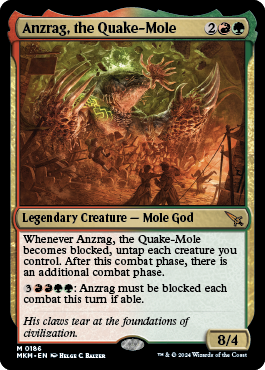 Anzrag, the Quake-Mole 2
Legendary Creature — Mole God
Whenever Anzrag, the Quake-Mole
becomes blocked, untap each creature you
control. After this combat phase, there is
an additional combat phase.
3: Anzrag must be blocked each
combat this turn if able.
His claws tear at the foundations of
civilization.
8/4
M 0186
MKM • EN Helge C. Balzer ™ & © 2024 Wizards of the Coast